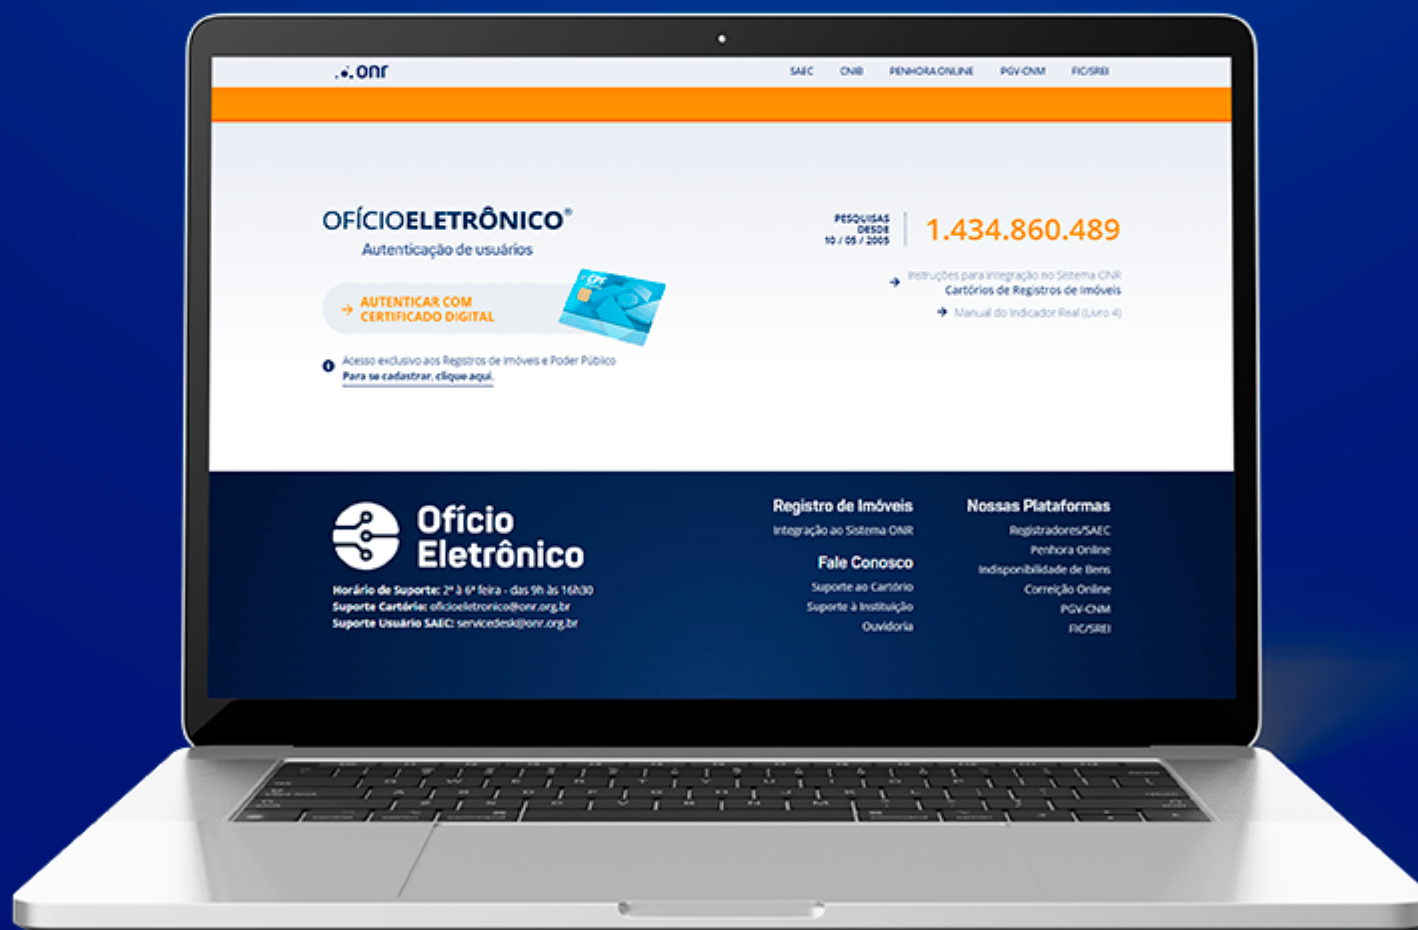 onr
SAEC CNIB PENHORA ONLINE PGV-CNM FIC/SREI
OFÍCIOELETRÔNICO®
Autenticação de usuários
AUTENTICAR COM
CERTIFICADO DIGITAL
CPF
Acesso exclusivo aos Registros de Imóveis e Poder Público
Para se cadastrar, clique aqui.
PESQUISAS
DESDE
10 / 05 / 2005
1.434.860.489
Instruções para integração no Sistema ONR
Cartórios de Registros de Imóveis
Manual do Indicador Real (Livro 4)
Ofício
Eletrônico
Horário de Suporte: 2ª à 6ª feira - das 9h às 16h30
Suporte Cartório: oficioeletronico@onr.org.br
Suporte Usuário SAEC: servicedesk@onr.org.br
Registro de Imóveis
Integração ao Sistema ONR
Fale Conosco
Suporte ao Cartório
Suporte à Instituição
Ouvidoria
Nossas Plataformas
Registradores/SAEC
Penhora Online
Indisponibilidade de Bens
Correição Online
PGV-CNM
FIC/SREI